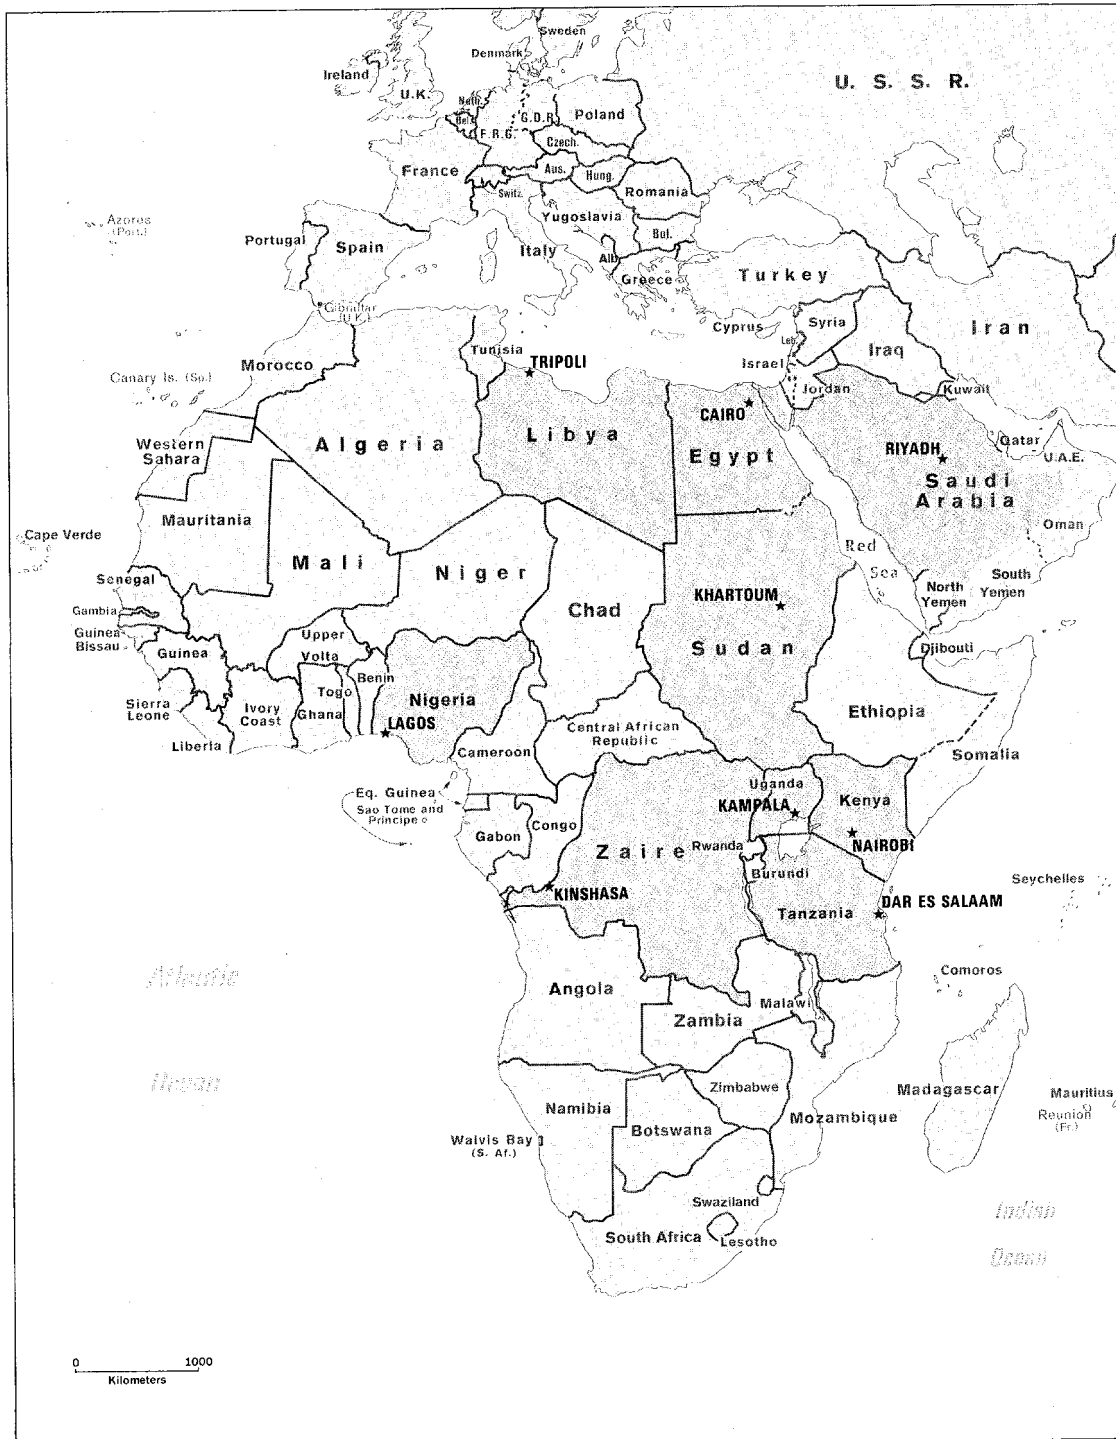 Sweden
Denmark
Ireland
U.K.
U. S. S. R.
Neth.
Bel.
G.D.R.
F.R.G.
Poland
Czech.
France
Aus.
Hung.
Switz.
Romania
Yugoslavia
Azores
(Port.)
Portugal
Spain
Italy
Bul.
Alb.
Greece
Turkey
Gibraltar
(U.K.)
Cyprus
Syria
Leb.
Iran
Tunisia
TRIPOLI
Israel
Iraq
Morocco
Canary Is. (Sp.)
Jordan
Kuwait
CAIRO
Western
Sahara
Algeria
Libya
Egypt
Qatar
U.A.E.
RIYADH
Saudi
Arabia
Mauritania
Oman
Cape Verde
Red
Sea
Mali
Niger
Senegal
Chad
KHARTOUM
North
Yemen
South
Yemen
Gambia
Guinea
Bissau
Guinea
Upper
Volta
Sudan
Djibouti
Benin
Sierra
Leone
Ivory
Coast
Togo
Ghana
Nigeria
LAGOS
Ethiopia
Liberia
Central African
Republic
Cameroon
Somalia
Uganda
Eq. Guinea
Sao Tome and
Principe
KAMPALA
Kenya
Gabon
Congo
Zaire
Rwanda
NAIROBI
Burundi
KINSHASA
Seychelles
Tanzania
DAR ES SALAAM
Atlantic
Ocean
Angola
Comoros
Malawi
Zambia
Zimbabwe
Madagascar
Mauritius
Reunion
(Fr.)
Namibia
Mozambique
Walvis Bay
(S. Af.)
Botswana
Swaziland
South Africa
Lesotho
Indian
Ocean
0 1000
Kilometers